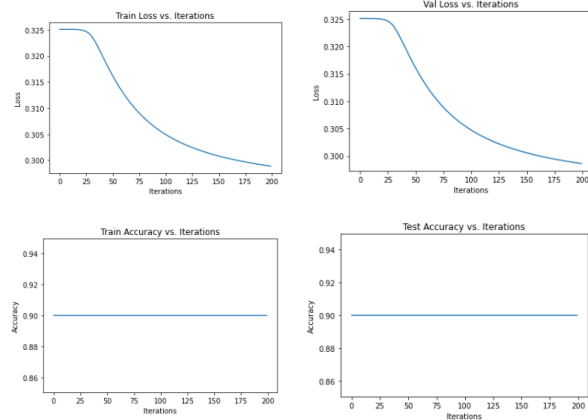 Train Loss vs. Iterations
0.325
0.320
0.315
0.310
0.305
0.300
Loss
0 25 50 75 100 125 150 175 200
Iterations
Val Loss vs. Iterations
0.325
0.320
0.315
0.310
0.305
0.300
Loss
0 25 50 75 100 125 150 175 200
Iterations
Train Accuracy vs. Iterations
0.94
0.92
0.90
0.88
0.86
Accuracy
0 25 50 75 100 125 150 175 200
Iterations
Test Accuracy vs. Iterations
0.94
0.92
0.90
0.88
0.86
Accuracy
0 25 50 75 100 125 150 175 200
Iterations